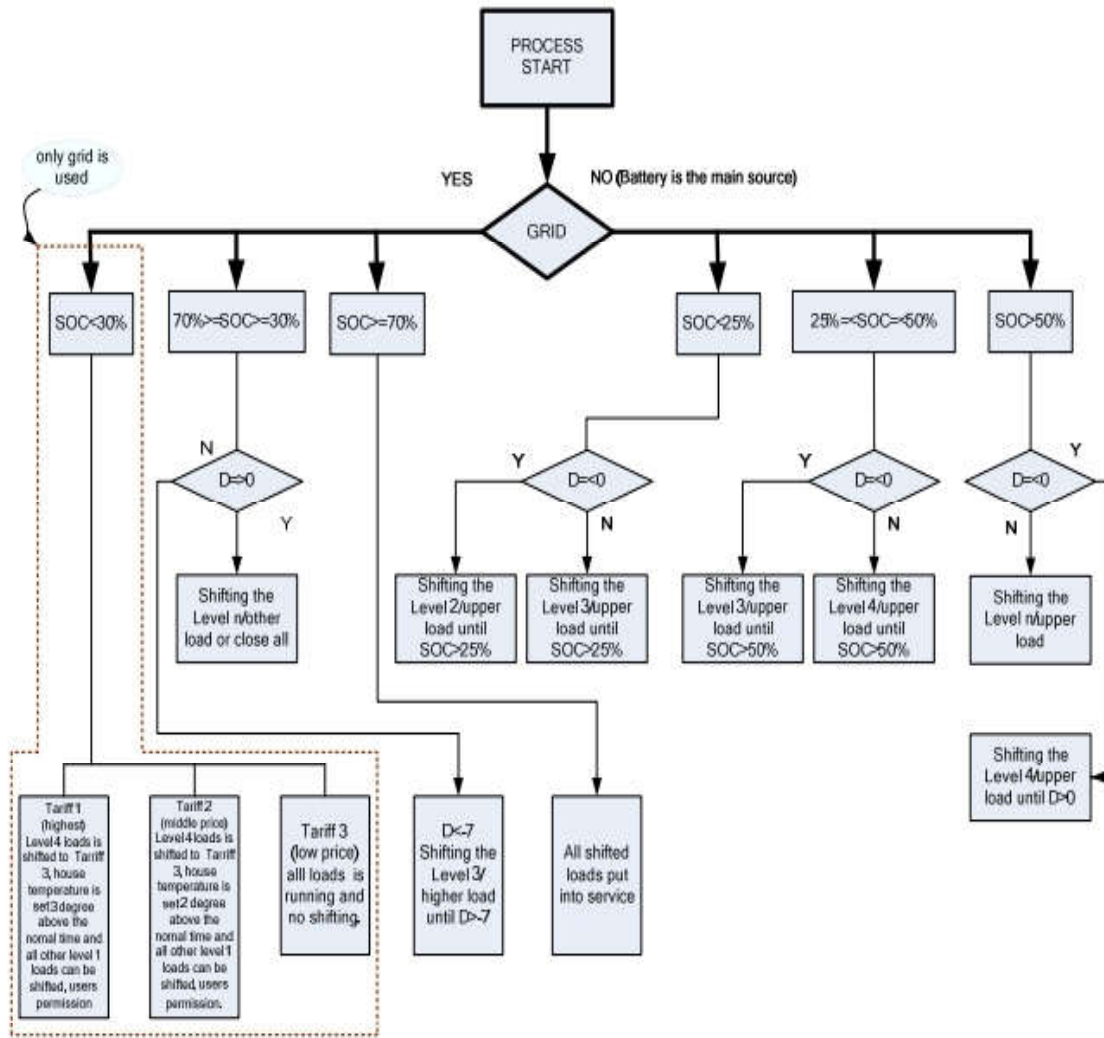 PROCESS
START
only grid is
used
YES
NO (Battery is the main source)
GRID
SOC<30%
70%>=SOC>=30%
SOC>=70%
SOC<25%
25%=<SOC=<50%
SOC>50%
N
D=>0
Y
Y
D=<0
N
Y
D=<0
N
Y
D=<0
N
Shifting the
Level n/other
load or close all
Shifting the
Level 2/upper
load until
SOC>25%
Shifting the
Level 3/upper
load until
SOC>25%
Shifting the
Level 3/upper
load until
SOC>50%
Shifting the
Level 4/upper
load until
SOC>50%
Shifting the
Level n/upper
load
Shifting the
Level 4/upper
load until D>0
Tariff 1
(highest)
Level 4 loads is
shifted to Tarriff
3, house
temperature is
set 3 degree
above the
nomal time and
all other level 1
loads can be
shifted, users
permission
Tariff 2
(middle price)
Level 4 loads is
shifted to Tarriff
3, house
temperature is
set 2 degree
above the
nomal time and
all other level 1
loads can be
shifted, users
permission.
Tariff 3
(low price)
alll loads is
running and
no shifting.
D<-7
Shifting the
Level 3/
higher load
until D>-7
All shifted
loads put
into service